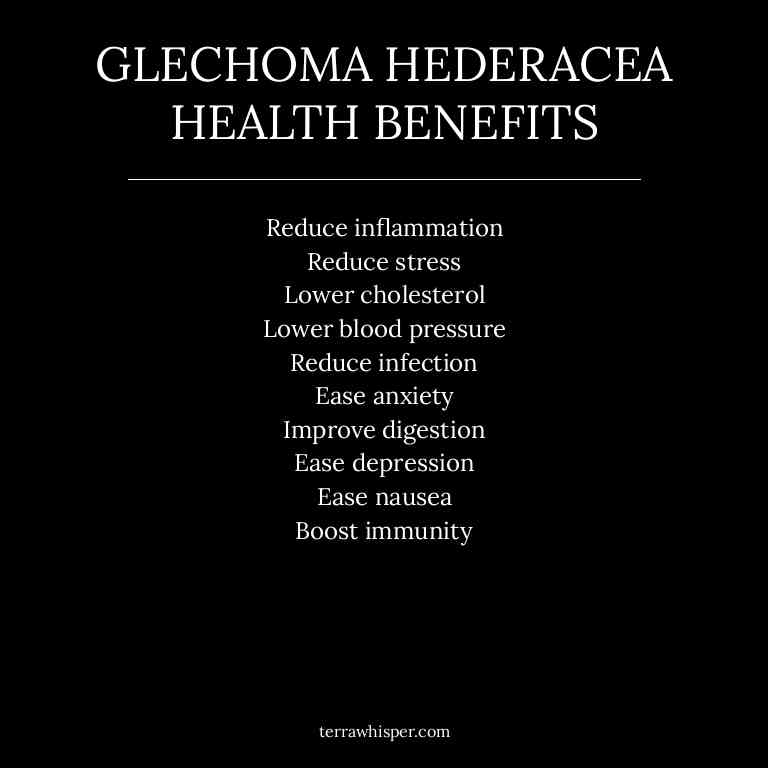 GLECHOMA HEDERACEA
HEALTH BENEFITS
Reduce inflammation
Reduce stress
Lower cholesterol
Lower blood pressure
Reduce infection
Ease anxiety
Improve digestion
Ease depression
Ease nausea
Boost immunity
terrawhisper.com